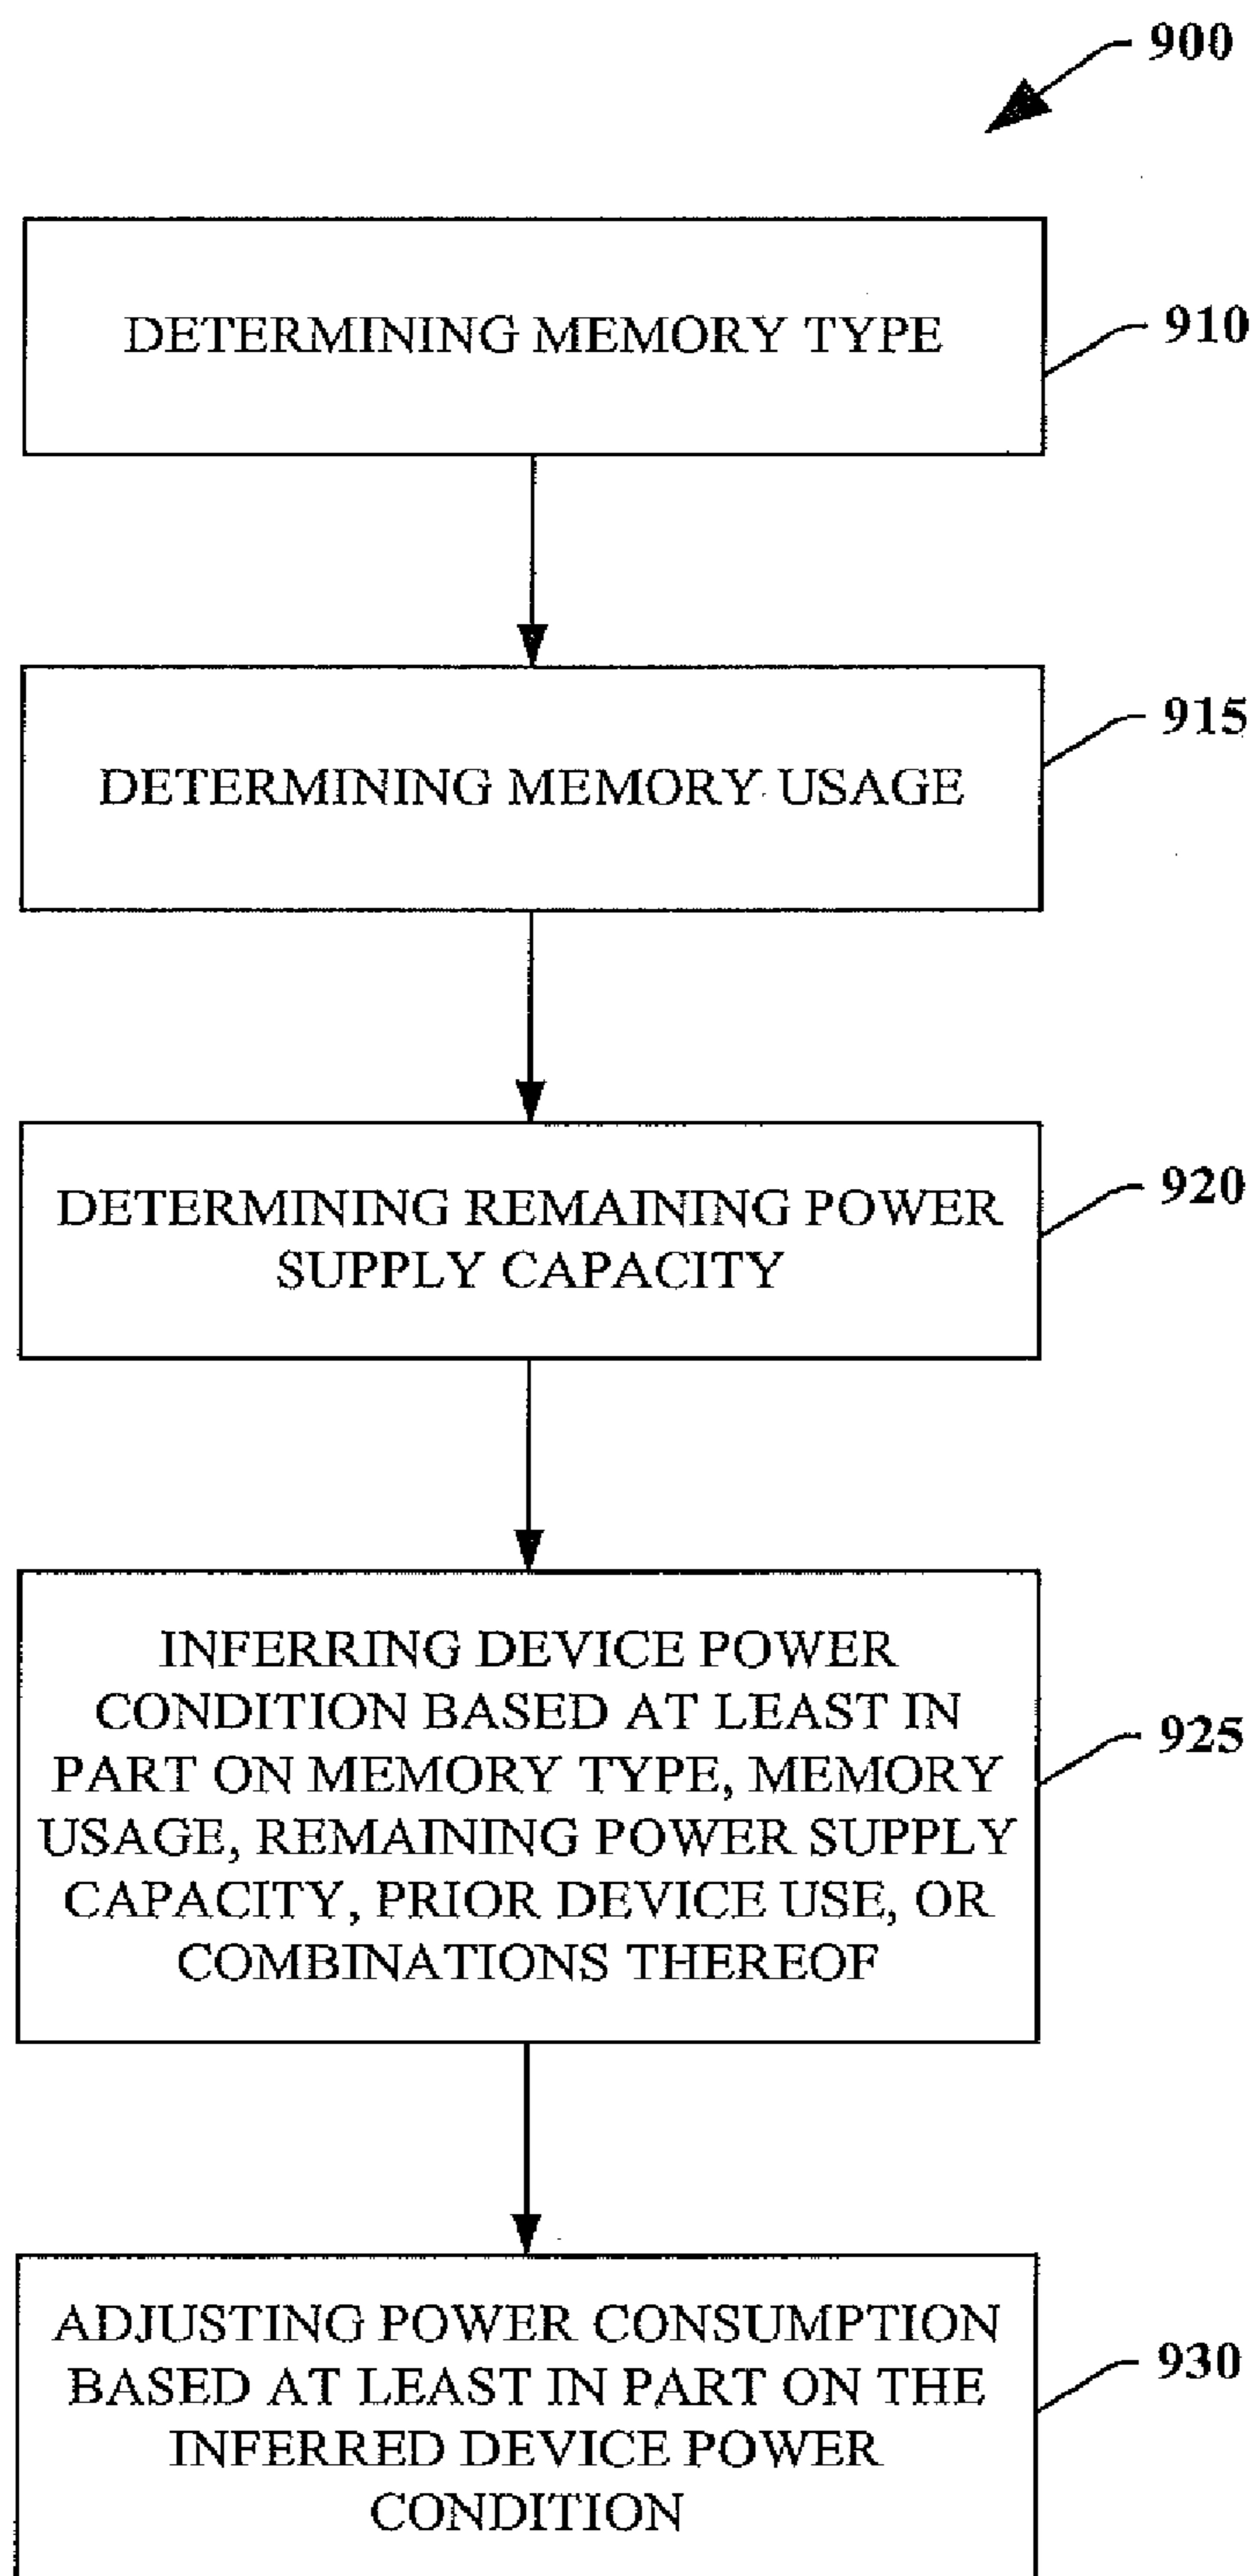 900
DETERMINING MEMORY TYPE
910
DETERMINING MEMORY USAGE
915
DETERMINING REMAINING POWER
SUPPLY CAPACITY
920
INFERRING DEVICE POWER
CONDITION BASED AT LEAST IN
PART ON MEMORY TYPE, MEMORY
USAGE, REMAINING POWER SUPPLY
CAPACITY, PRIOR DEVICE USE, OR
COMBINATIONS THEREOF
925
ADJUSTING POWER CONSUMPTION
BASED AT LEAST IN PART ON THE
INFERRED DEVICE POWER
CONDITION
930